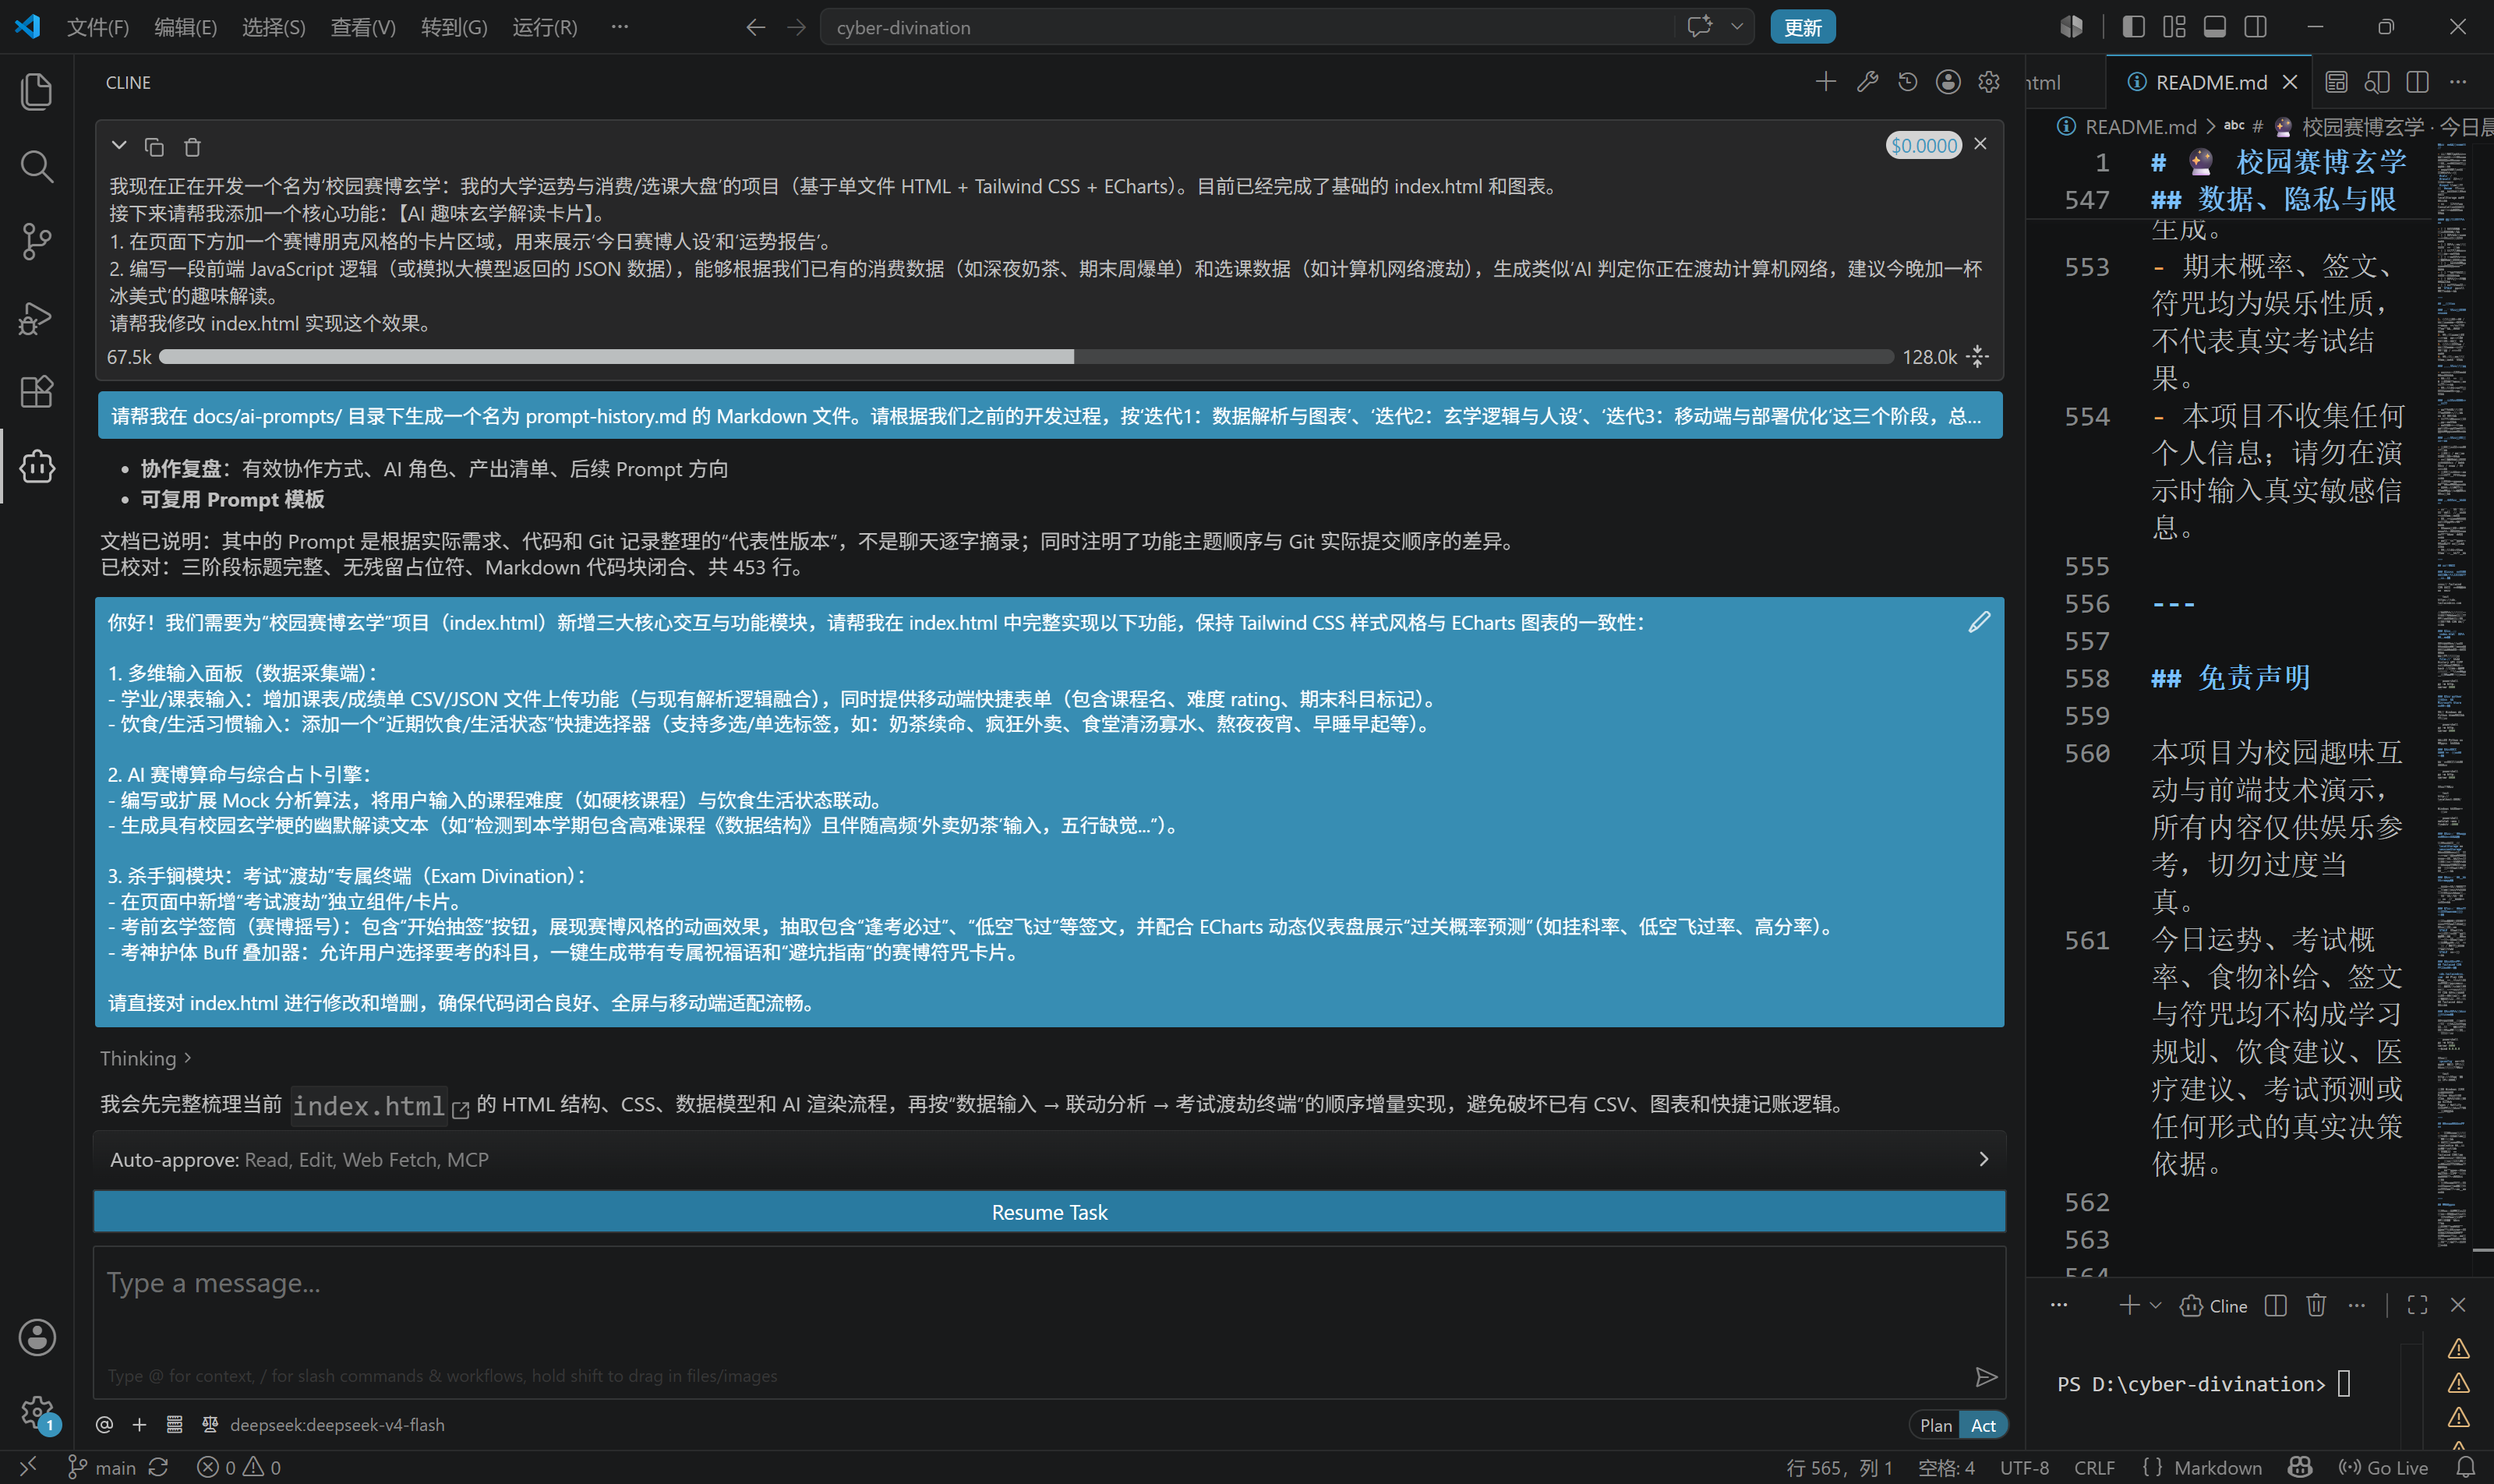 文件(F) 编辑(E) 选择(S) 查看(V) 转到(G) 运行(R) ··· cyber-divination 更新
CLINE
$0.0000
我现在正在开发一个名为‘校园赛博玄学：我的大学运势与消费/选课大盘’的项目（基于单文件 HTML + Tailwind CSS + ECharts）。目前已经完成了基础的 index.html 和图表。
接下来请帮我添加一个核心功能：【AI 趣味玄学解读卡片】。
1. 在页面下方加一个赛博朋克风格的卡片区域，用来展示‘今日赛博人设’和‘运势报告’。
2. 编写一段前端 JavaScript 逻辑（或模拟大模型返回的 JSON 数据），能够根据我们已有的消费数据（如深夜奶茶、期末周爆单）和选课数据（如计算机网络渡劫），生成类似‘AI 判定你正在渡劫计算机网络，建议今晚加一杯
冰美式’的趣味解读。
请帮我修改 index.html 实现这个效果。
67.5k 128.0k
请帮我在 docs/ai-prompts/ 目录下生成一个名为 prompt-history.md 的 Markdown 文件。请根据我们之前的开发过程，按‘迭代1：数据解析与图表’、‘迭代2：玄学逻辑与人设’、‘迭代3：移动端与部署优化’这三个阶段，总...
• 协作复盘：有效协作方式、AI 角色、产出清单、后续 Prompt 方向
• 可复用 Prompt 模板
文档已说明：其中的 Prompt 是根据实际需求、代码和 Git 记录整理的“代表性版本”，不是聊天逐字摘录；同时注明了功能主题顺序与 Git 实际提交顺序的差异。
已校对：三阶段标题完整、无残留占位符、Markdown 代码块闭合、共 453 行。
你好！我们需要为“校园赛博玄学”项目（index.html）新增三大核心交互与功能模块，请帮我在 index.html 中完整实现以下功能，保持 Tailwind CSS 样式风格与 ECharts 图表的一致性：
1. 多维输入面板（数据采集端）：
- 学业/课表输入：增加课表/成绩单 CSV/JSON 文件上传功能（与现有解析逻辑融合），同时提供移动端快捷表单（包含课程名、难度 rating、期末科目标记）。
- 饮食/生活习惯输入：添加一个“近期饮食/生活状态”快捷选择器（支持多选/单选标签，如：奶茶续命、疯狂外卖、食堂清汤寡水、熬夜夜宵、早睡早起等）。
2. AI 赛博算命与综合占卜引擎：
- 编写或扩展 Mock 分析算法，将用户输入的课程难度（如硬核课程）与饮食生活状态联动。
- 生成具有校园玄学梗的幽默解读文本（如“检测到本学期包含高难课程《数据结构》且伴随高频‘外卖奶茶’输入，五行缺觉...”）。
3. 杀手锏模块：考试“渡劫”专属终端（Exam Divination）：
- 在页面中新增“考试渡劫”独立组件/卡片。
- 考前玄学签筒（赛博摇号）：包含“开始抽签”按钮，展现赛博风格的动画效果，抽取包含“逢考必过”、“低空飞过”等签文，并配合 ECharts 动态仪表盘展示“过关概率预测”（如挂科率、低空飞过率、高分率）。
- 考神护体 Buff 叠加器：允许用户选择要考的科目，一键生成带有专属祝福语和“避坑指南”的赛博符咒卡片。
请直接对 index.html 进行修改和增删，确保代码闭合良好、全屏与移动端适配流畅。
Thinking
我会先完整梳理当前 index.html 的 HTML 结构、CSS、数据模型和 AI 渲染流程，再按“数据输入 → 联动分析 → 考试渡劫终端”的顺序增量实现，避免破坏已有 CSV、图表和快捷记账逻辑。
Auto-approve: Read, Edit, Web Fetch, MCP
Resume Task
Type a message...
Type @ for context, / for slash commands & workflows, hold shift to drag in files/images
deepseek:deepseek-v4-flash
Plan Act
html README.md
README.md > abc # 🔮 校园赛博玄学 · 今日
1 # 🔮 校园赛博玄学
547 ## 数据、隐私与限
生成。
553 - 期末概率、签文、
符咒均为娱乐性质，
不代表真实考试结
果。
554 - 本项目不收集任何
个人信息；请勿在演
示时输入真实敏感信
息。
555
556 ---
557
558 ## 免责声明
559
560 本项目为校园趣味互
动与前端技术演示，
所有内容仅供娱乐参
考，切勿过度当
真。
561 今日运势、考试概
率、食物补给、签文
与符咒均不构成学习
规划、饮食建议、医
疗建议、考试预测或
任何形式的真实决策
依据。
562
563
564
Cline
PS D:\cyber-divination>
1
main 0 0 行 565，列 1 空格: 4 UTF-8 CRLF { } Markdown Go Live